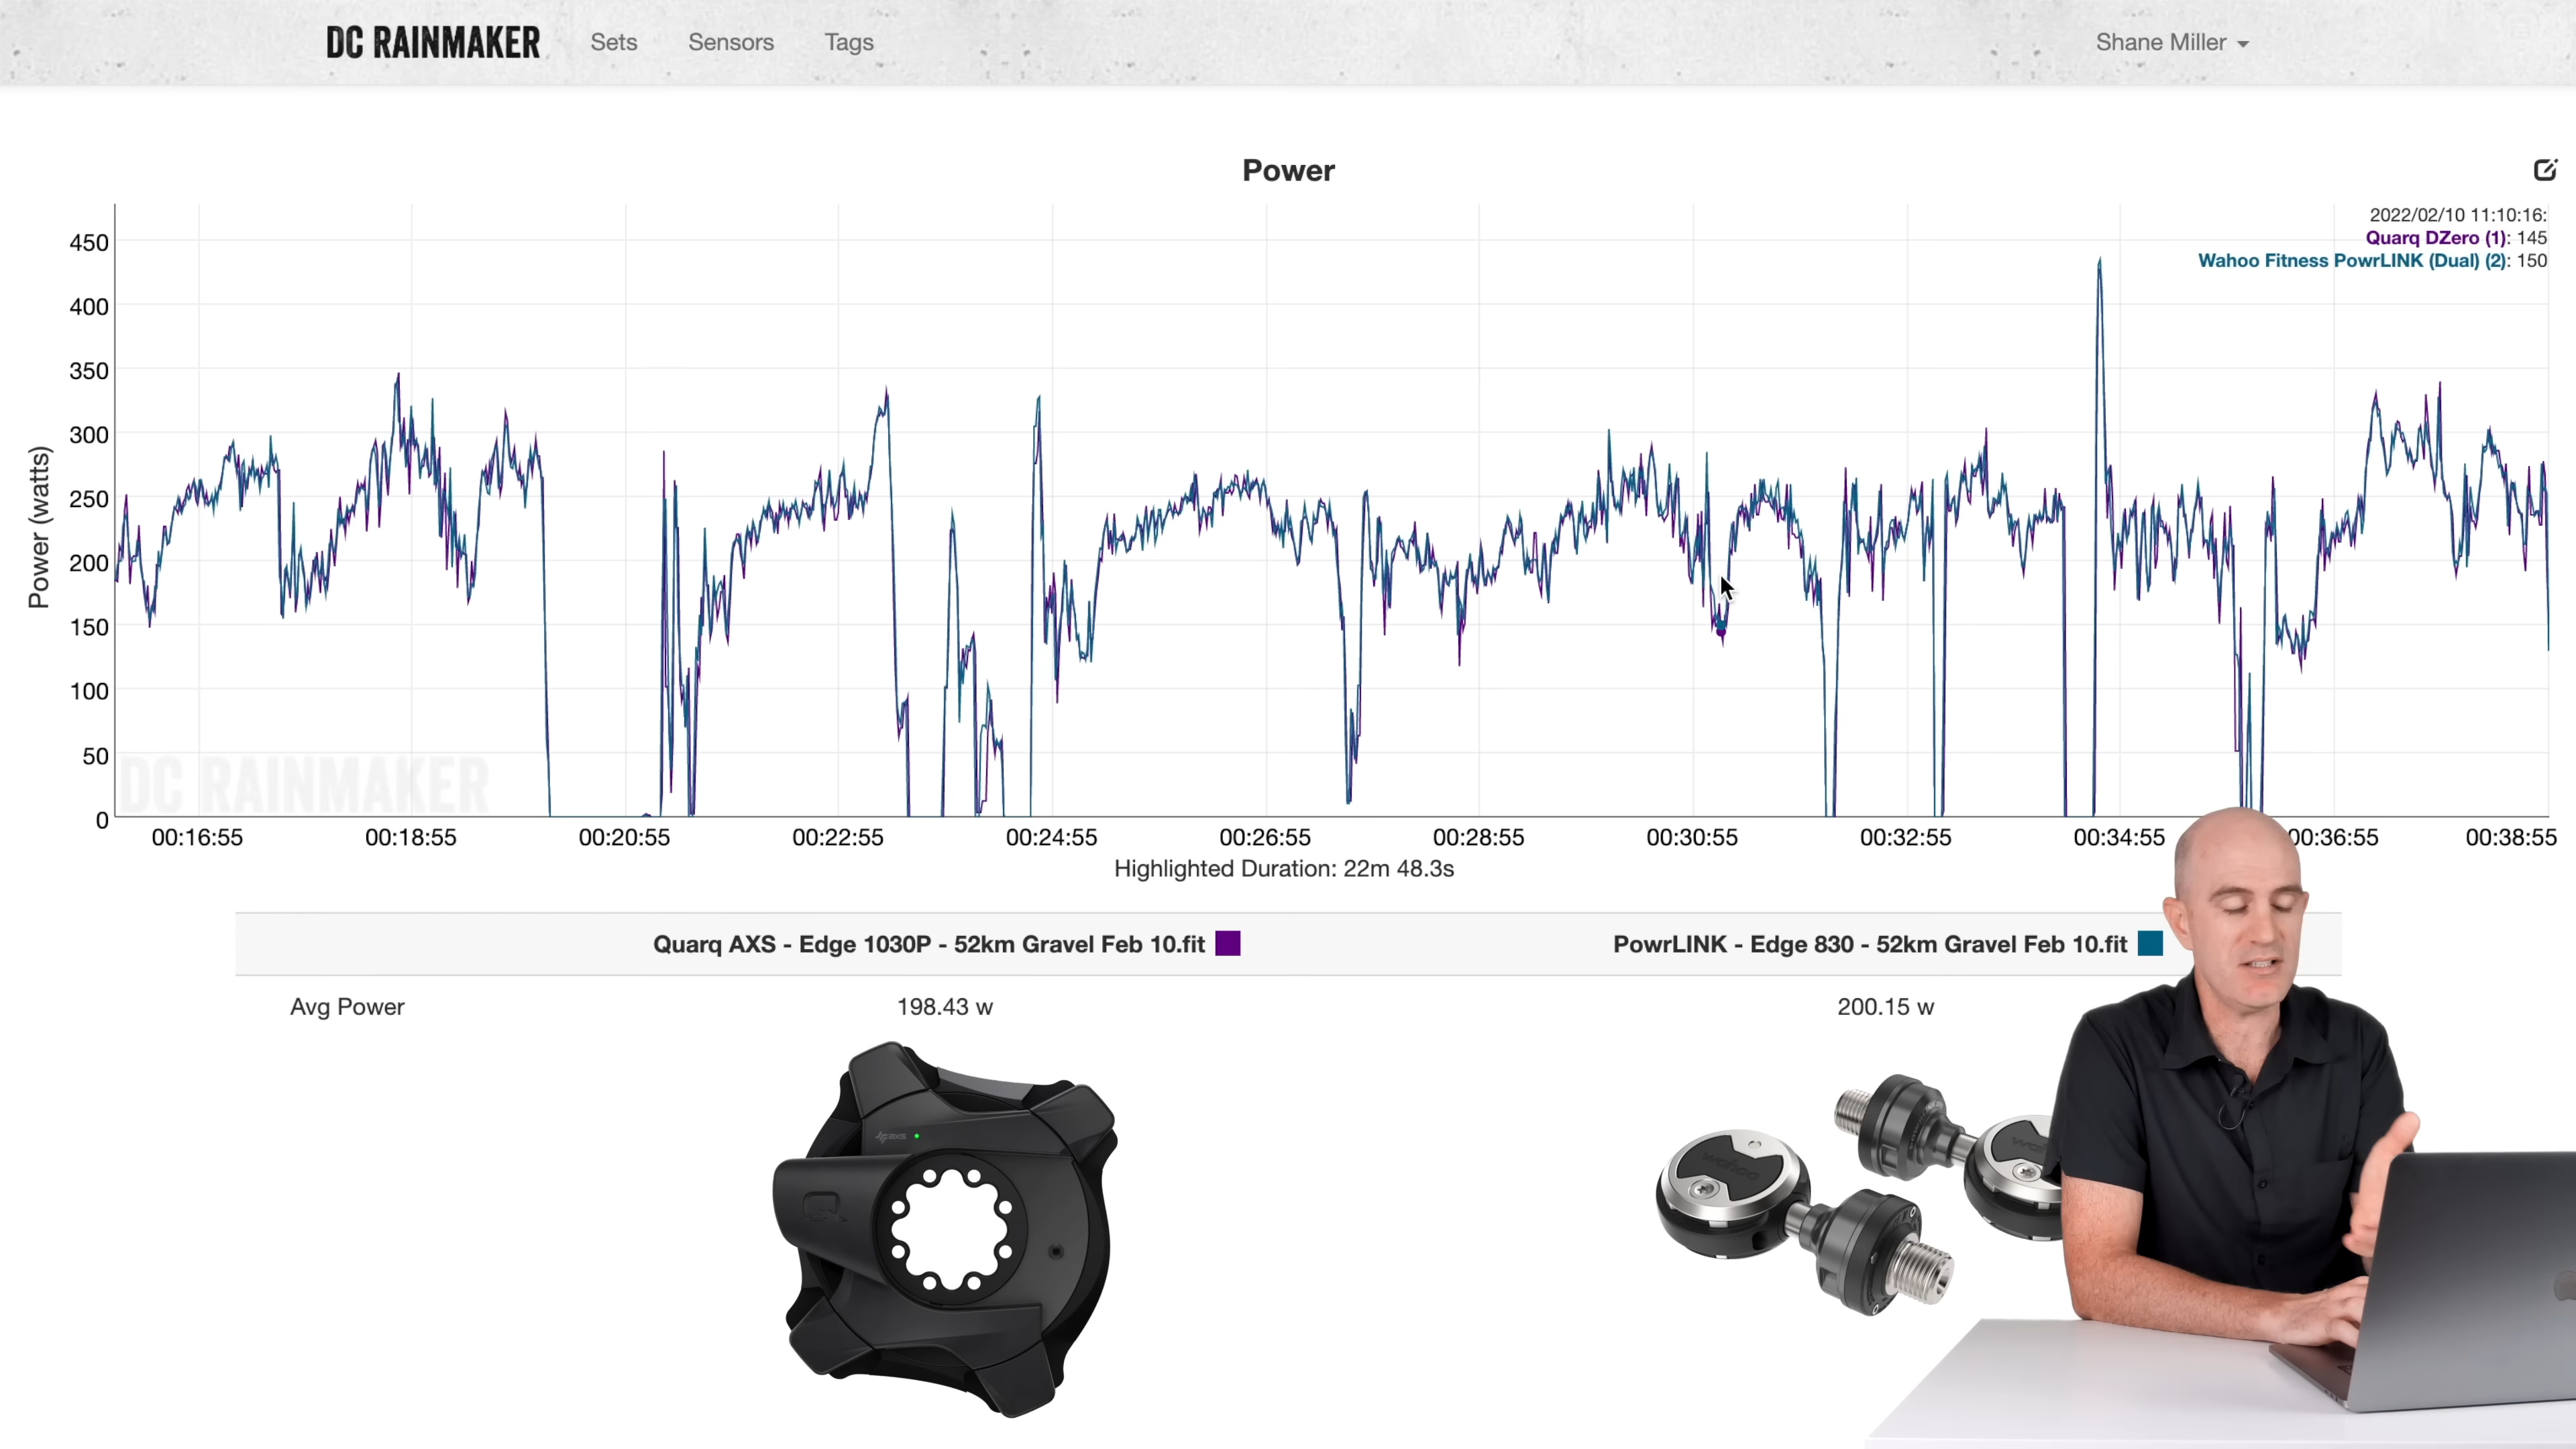 DC RAINMAKER Sets Sensors Tags Shane Miller
Power
2022/02/10 11:10:16:
Quarq DZero (1): 145
Wahoo Fitness PowrLINK (Dual) (2): 150
Power (watts)
450
400
350
300
250
200
150
100
50
0
DC RAINMAKER
00:16:55 00:18:55 00:20:55 00:22:55 00:24:55 00:26:55 00:28:55 00:30:55 00:32:55 00:34:55 00:36:55 00:38:55
Highlighted Duration: 22m 48.3s
Quarq AXS - Edge 1030P - 52km Gravel Feb 10.fit PowrLINK - Edge 830 - 52km Gravel Feb 10.fit
Avg Power 198.43 w 200.15 w
AXS
wahoo